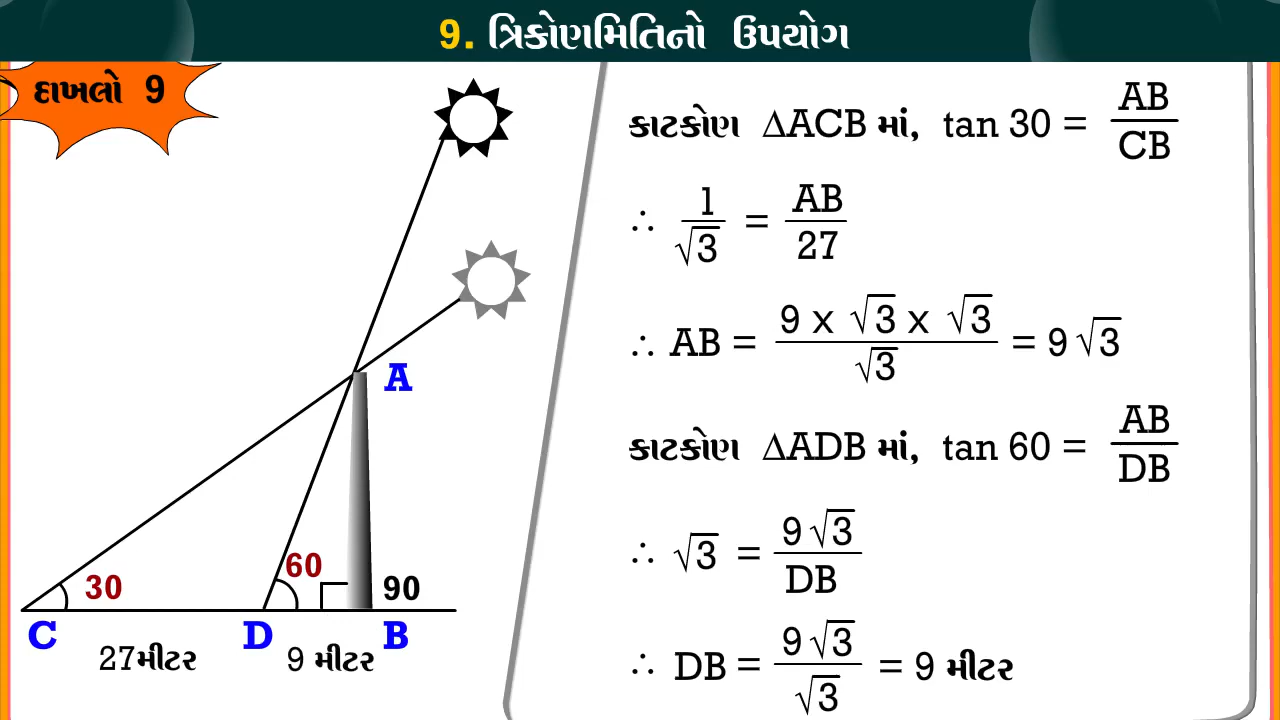 9. ત્રિકોણમિતિનો ઉપયોગ
દાખલો 9
કાટકોણ ΔACB માં, tan 30 = AB / CB
∴ 1 / √3 = AB / 27
∴ AB = 9 x √3 x √3 / √3 = 9 √3
કાટકોણ ΔADB માં, tan 60 = AB / DB
∴ √3 = 9 √3 / DB
∴ DB = 9 √3 / √3 = 9 મીટર
A
30
60
90
C
D
B
27મીટર
9 મીટર